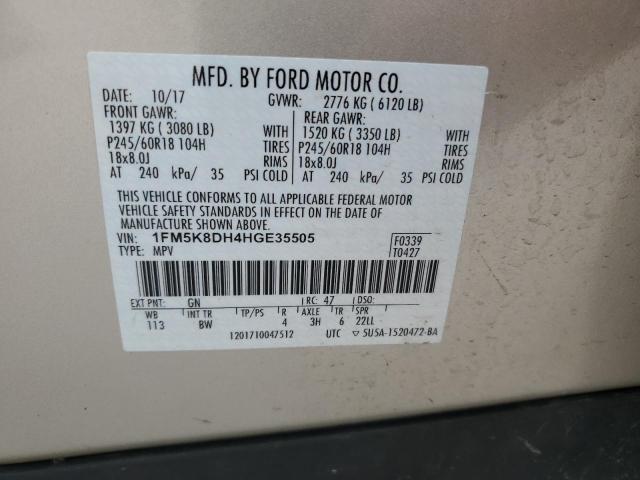 MFD. BY FORD MOTOR CO.
DATE: 10/17 GVWR: 2776 KG ( 6120 LB)
FRONT GAWR: REAR GAWR:
1397 KG ( 3080 LB) WITH 1520 KG ( 3350 LB) WITH
P245/60R18 104H TIRES P245/60R18 104H TIRES
18x8.0J RIMS 18x8.0J RIMS
AT 240 kPa/ 35 PSI COLD AT 240 kPa/ 35 PSI COLD
THIS VEHICLE CONFORMS TO ALL APPLICABLE FEDERAL MOTOR
VEHICLE SAFETY STANDARDS IN EFFECT ON THE DATE OF
MANUFACTURE SHOWN ABOVE.
VIN: 1FM5K8DH4HGE35505 F0339
TYPE: MPV T0427
EXT PNT: GN RC: 47 DSO:
WB INT TR TP/PS R AXLE TR SPR
113 BW 4 3H 6 22LL
1201710047512 UTC ▽ 5U5A-1520472-BA